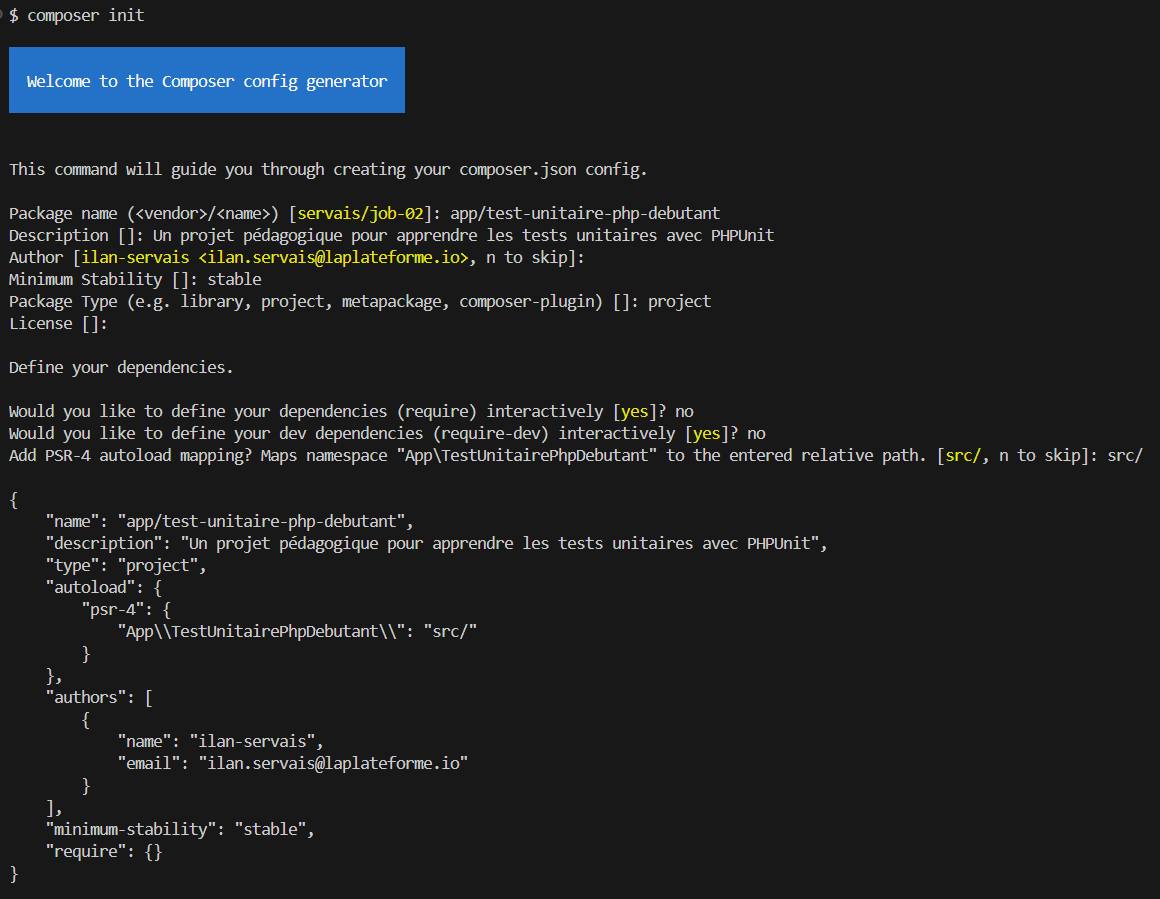 $ composer init
Welcome to the Composer config generator
This command will guide you through creating your composer.json config.
Package name (<vendor>/<name>) [servais/job-02]: app/test-unitaire-php-debutant
Description []: Un projet pédagogique pour apprendre les tests unitaires avec PHPUnit
Author [ilan-servais <ilan.servais@laplateforme.io>, n to skip]:
Minimum Stability []: stable
Package Type (e.g. library, project, metapackage, composer-plugin) []: project
License []:
Define your dependencies.
Would you like to define your dependencies (require) interactively [yes]? no
Would you like to define your dev dependencies (require-dev) interactively [yes]? no
Add PSR-4 autoload mapping? Maps namespace "App\TestUnitairePhpDebutant" to the entered relative path. [src/, n to skip]: src/
{
    "name": "app/test-unitaire-php-debutant",
    "description": "Un projet pédagogique pour apprendre les tests unitaires avec PHPUnit",
    "type": "project",
    "autoload": {
        "psr-4": {
            "App\\TestUnitairePhpDebutant\\": "src/"
        }
    },
    "authors": [
        {
            "name": "ilan-servais",
            "email": "ilan.servais@laplateforme.io"
        }
    ],
    "minimum-stability": "stable",
    "require": {}
}